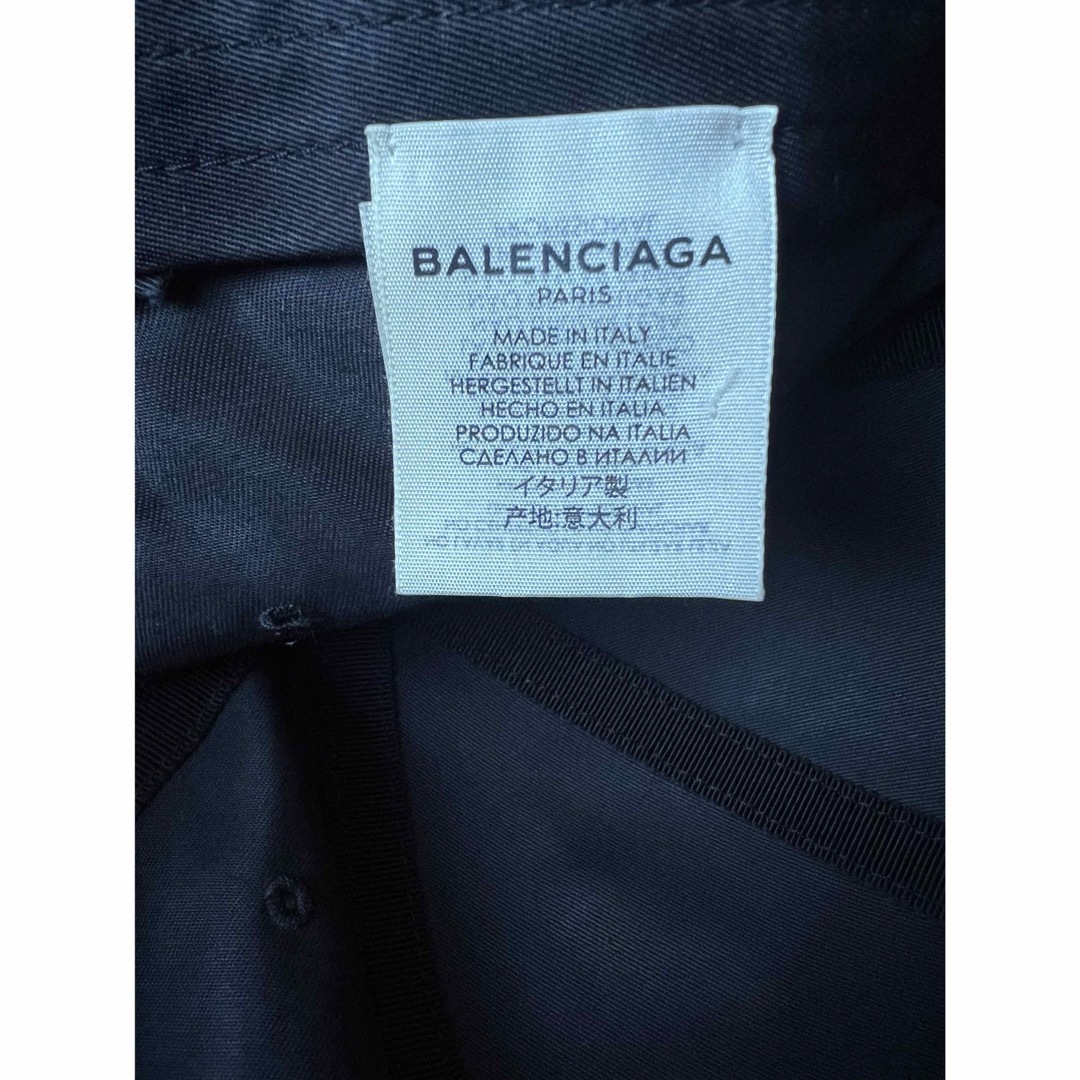 BALENCIAGA
PARIS
MADE IN ITALY
FABRIQUE EN ITALIE
HERGESTELLT IN ITALIEN
HECHO EN ITALIA
PRODUZIDO NA ITALIA
СДЕЛАНО В ИТАЛИИ
イタリア製
产地:意大利